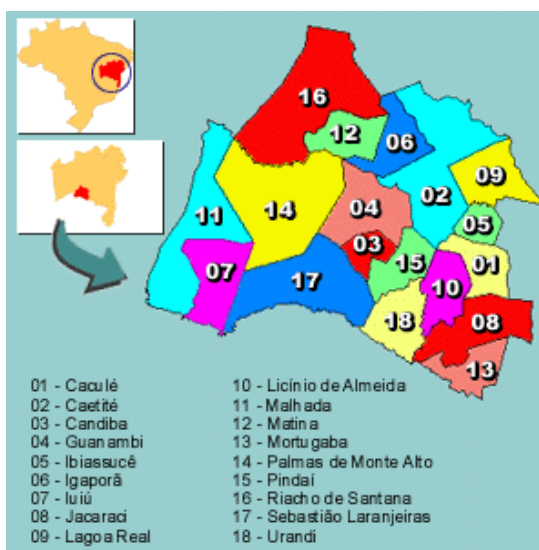 16
12
06
09
02
04
11
14
05
03
15
01
07
17
10
18
08
13
01 - Caculé
02 - Caetité
03 - Candiba
04 - Guanambi
05 - Ibiassucê
06 - Igaporã
07 - Iuiú
08 - Jacaraci
09 - Lagoa Real
10 - Licínio de Almeida
11 - Malhada
12 - Matina
13 - Mortugaba
14 - Palmas de Monte Alto
15 - Pindaí
16 - Riacho de Santana
17 - Sebastião Laranjeiras
18 - Urandi